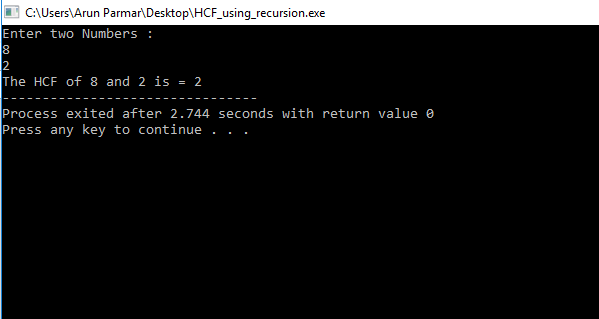 C:\Users\Arun Parmar\Desktop\HCF_using_recursion.exe
Enter two Numbers :
8
2
The HCF of 8 and 2 is = 2
--------------------------------
Process exited after 2.744 seconds with return value 0
Press any key to continue . . .